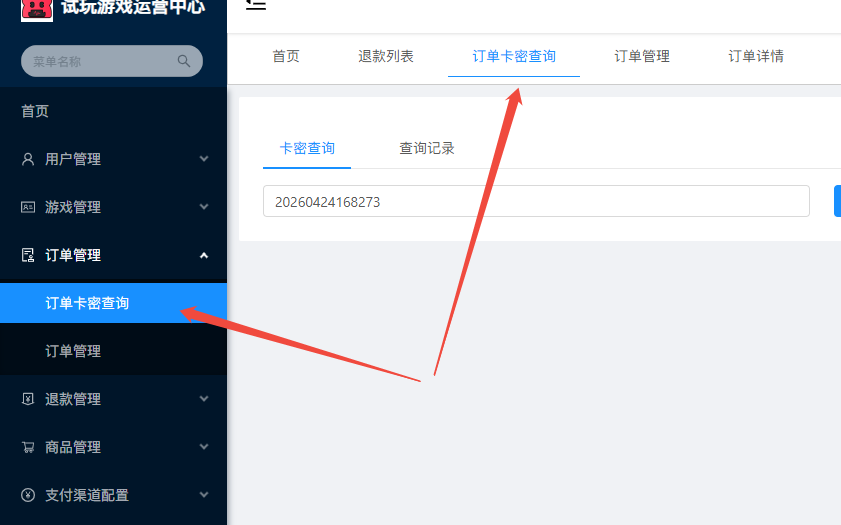 试玩游戏运营中心
菜单名称
首页
用户管理
游戏管理
订单管理
订单卡密查询
订单管理
退款管理
商品管理
支付渠道配置
首页 退款列表 订单卡密查询 订单管理 订单详情
卡密查询 查询记录
20260424168273